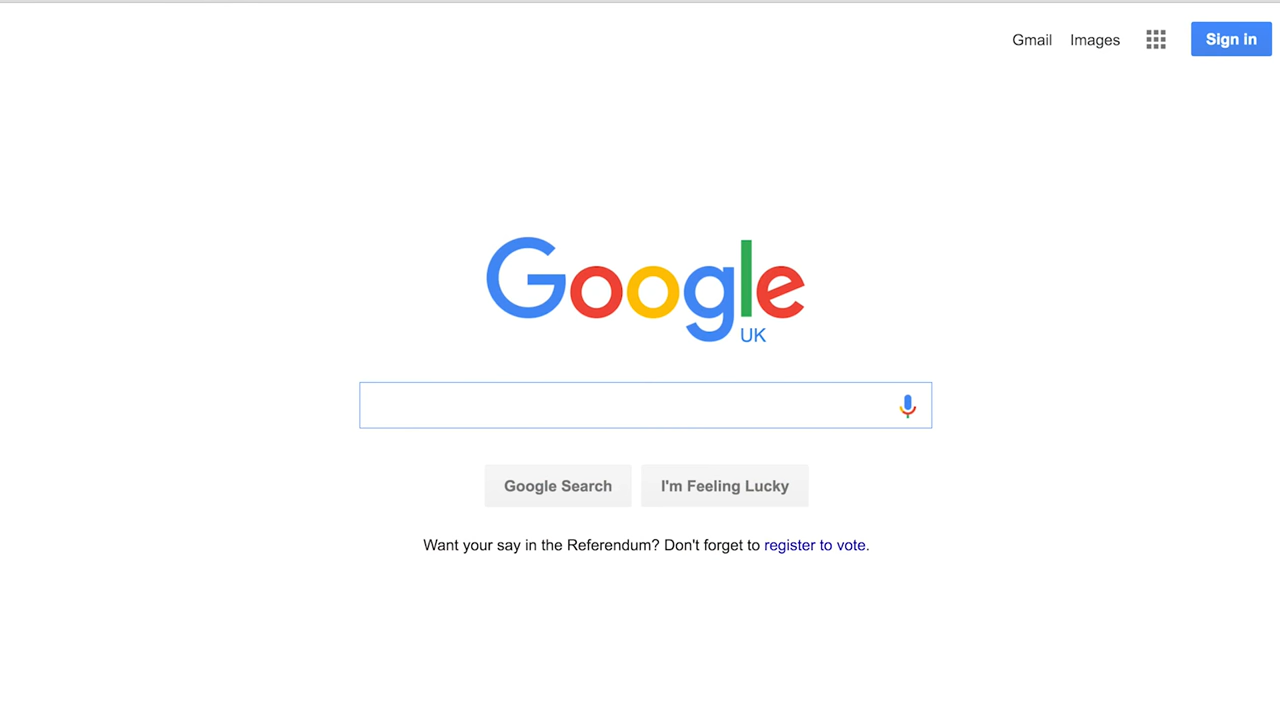 Gmail Images Sign in
Google
UK
Google Search I'm Feeling Lucky
Want your say in the Referendum? Don't forget to register to vote.